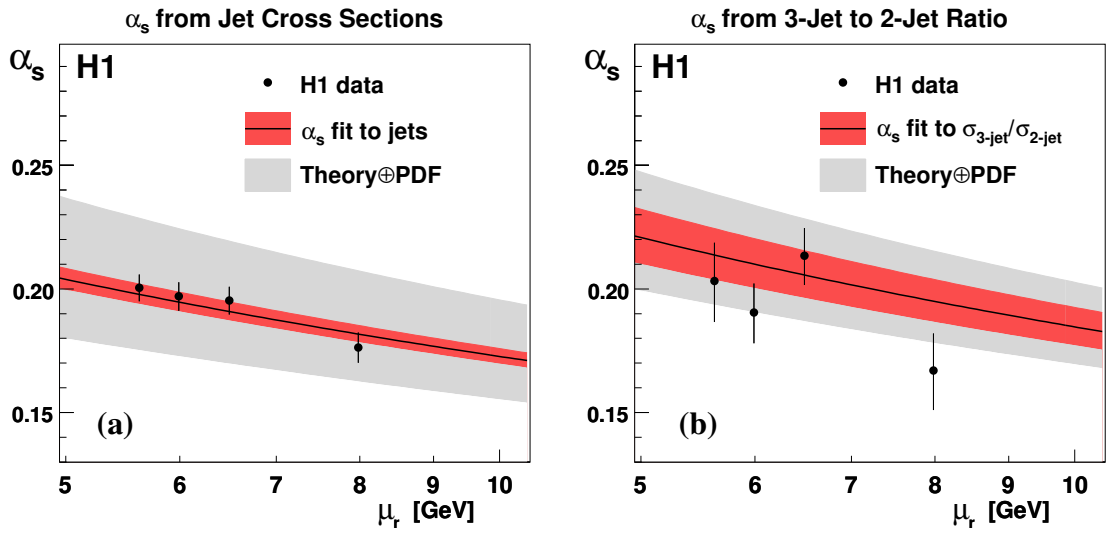 αs from Jet Cross Sections
αs
H1
H1 data
αs fit to jets
Theory⊕PDF
0.25
0.20
0.15
(a)
5 6 7 8 9 10
μr [GeV]
αs from 3-Jet to 2-Jet Ratio
αs
H1
H1 data
αs fit to σ3-jet/σ2-jet
Theory⊕PDF
0.25
0.20
0.15
(b)
5 6 7 8 9 10
μr [GeV]